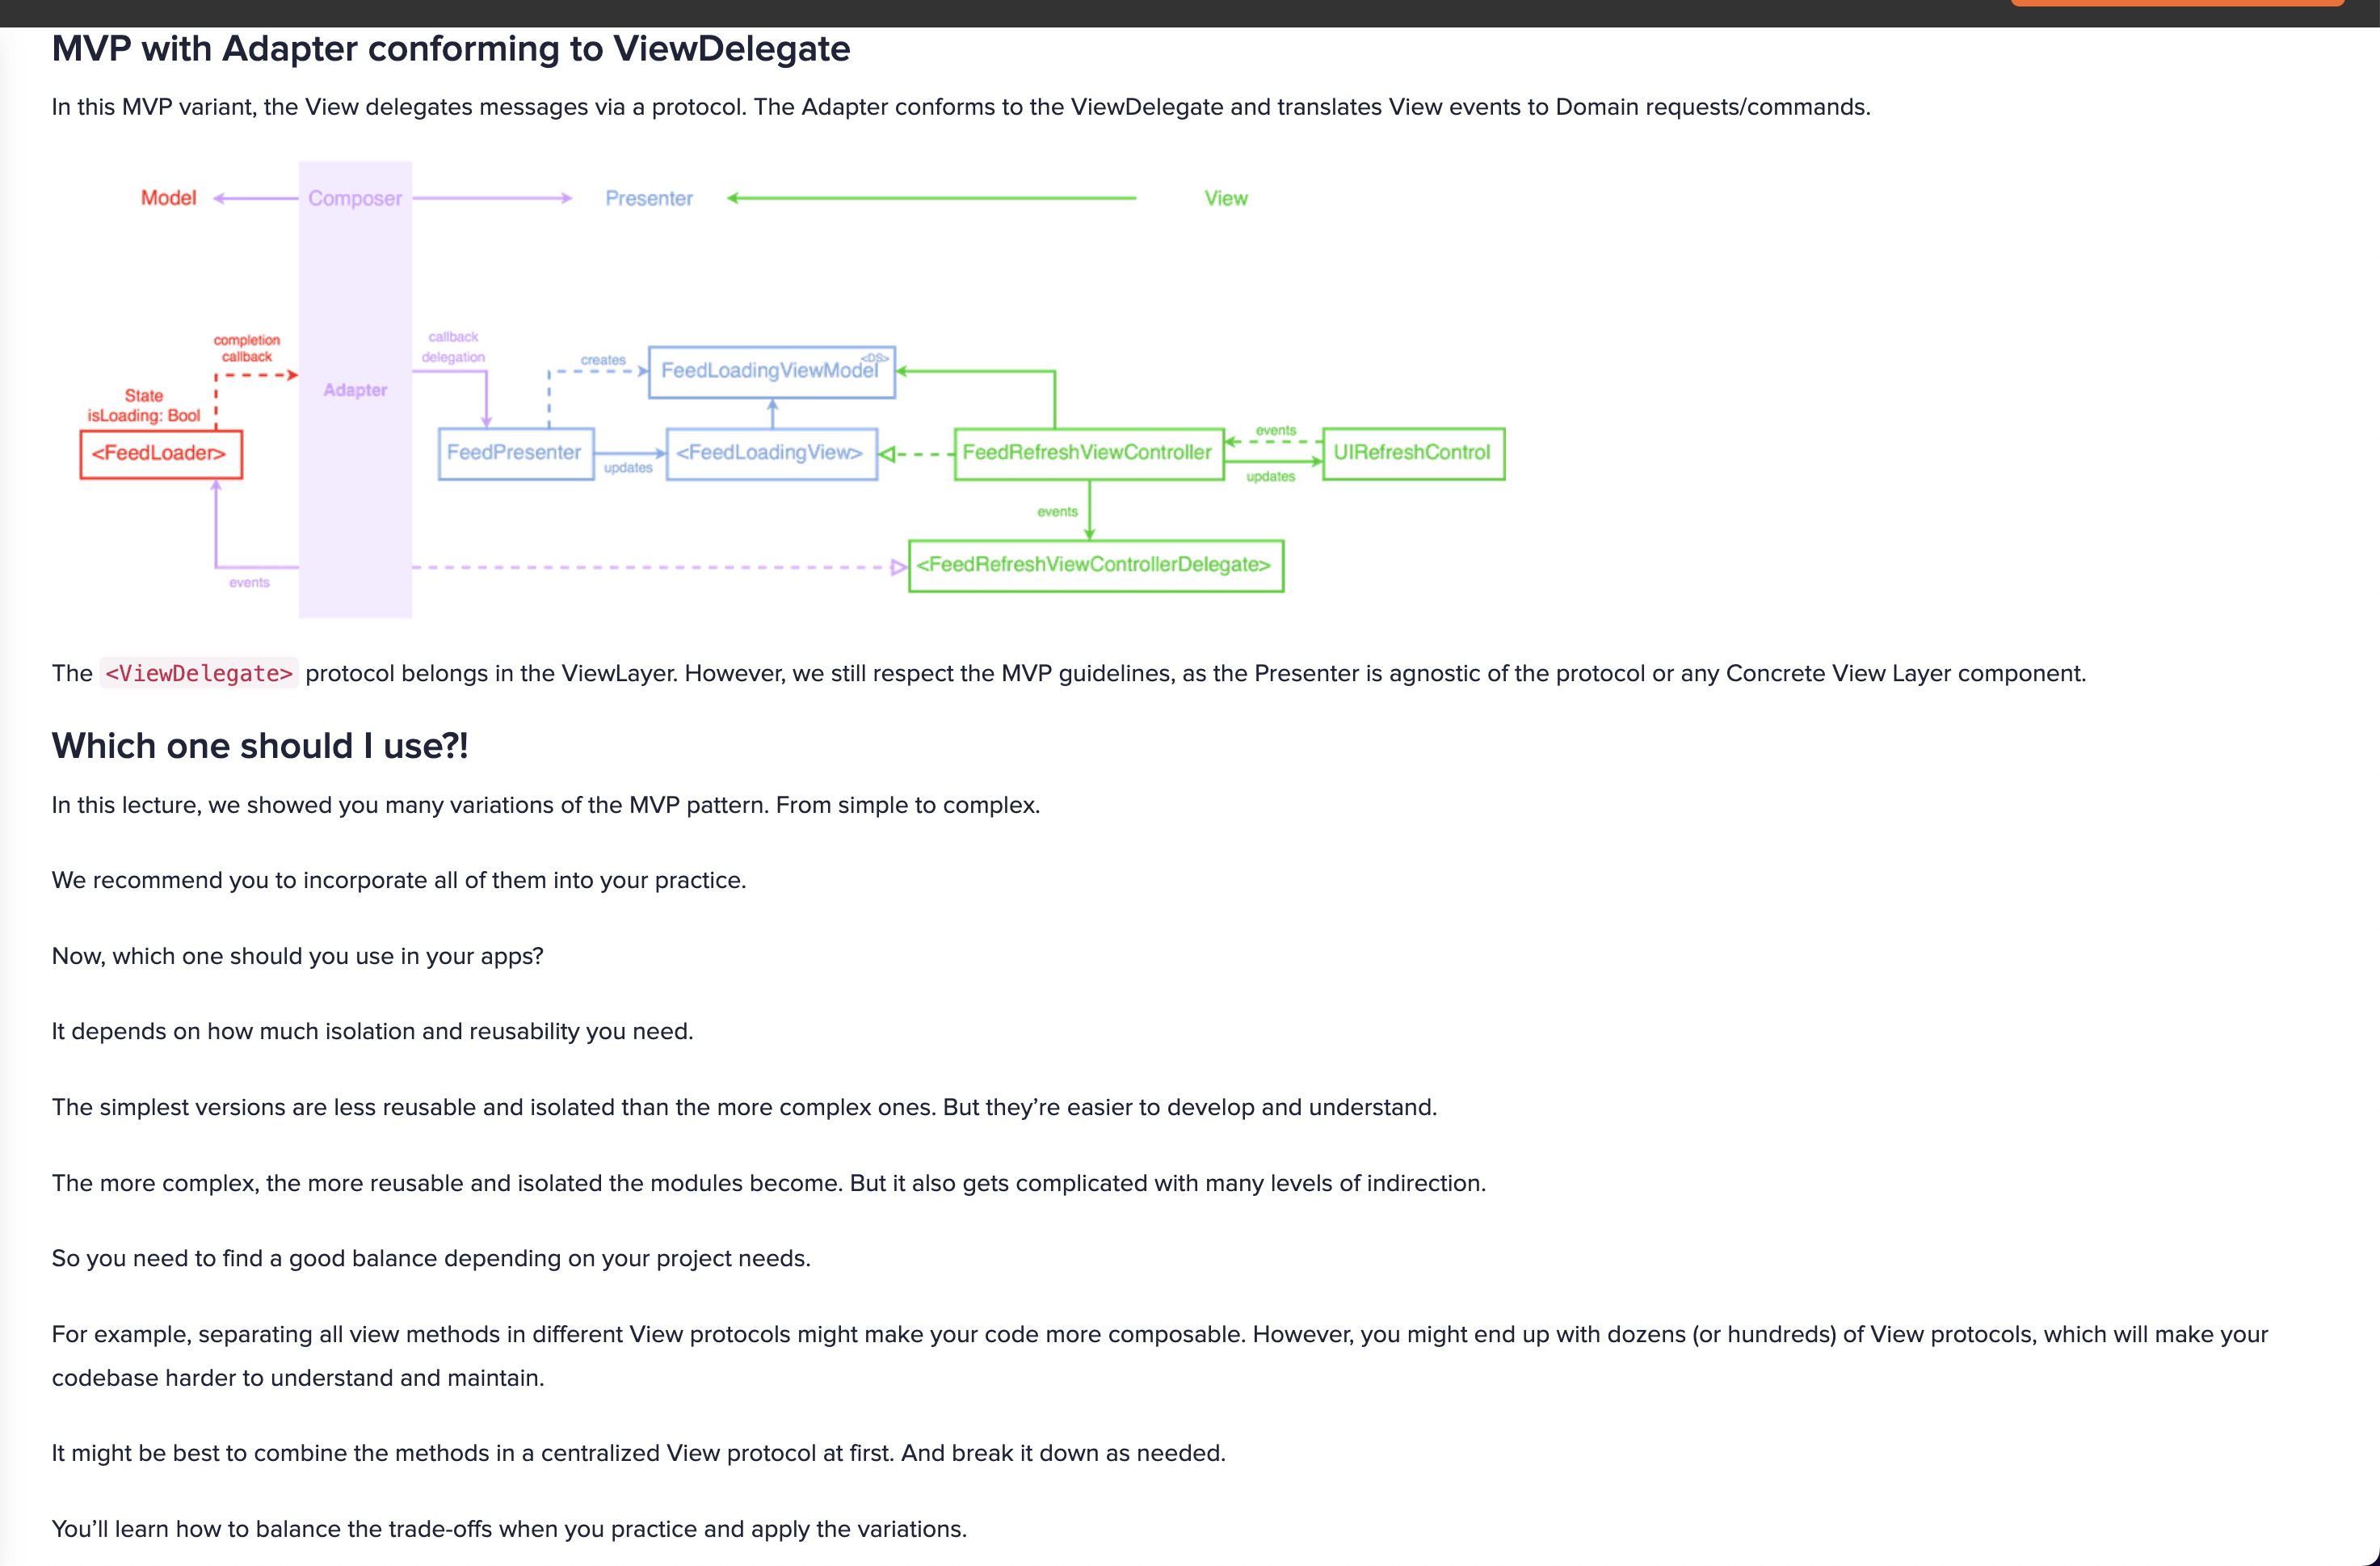 MVP with Adapter conforming to ViewDelegate
In this MVP variant, the View delegates messages via a protocol. The Adapter conforms to the ViewDelegate and translates View events to Domain requests/commands.
Model
Composer
Presenter
View
completion
callback
callback
delegation
creates
<DS>
FeedLoadingViewModel
Adapter
State
isLoading: Bool
<FeedLoader>
FeedPresenter
updates
<FeedLoadingView>
FeedRefreshViewController
events
updates
UIRefreshControl
events
<FeedRefreshViewControllerDelegate>
events
The <ViewDelegate> protocol belongs in the ViewLayer. However, we still respect the MVP guidelines, as the Presenter is agnostic of the protocol or any Concrete View Layer component.
Which one should I use?!
In this lecture, we showed you many variations of the MVP pattern. From simple to complex.
We recommend you to incorporate all of them into your practice.
Now, which one should you use in your apps?
It depends on how much isolation and reusability you need.
The simplest versions are less reusable and isolated than the more complex ones. But they’re easier to develop and understand.
The more complex, the more reusable and isolated the modules become. But it also gets complicated with many levels of indirection.
So you need to find a good balance depending on your project needs.
For example, separating all view methods in different View protocols might make your code more composable. However, you might end up with dozens (or hundreds) of View protocols, which will make your
codebase harder to understand and maintain.
It might be best to combine the methods in a centralized View protocol at first. And break it down as needed.
You’ll learn how to balance the trade-offs when you practice and apply the variations.